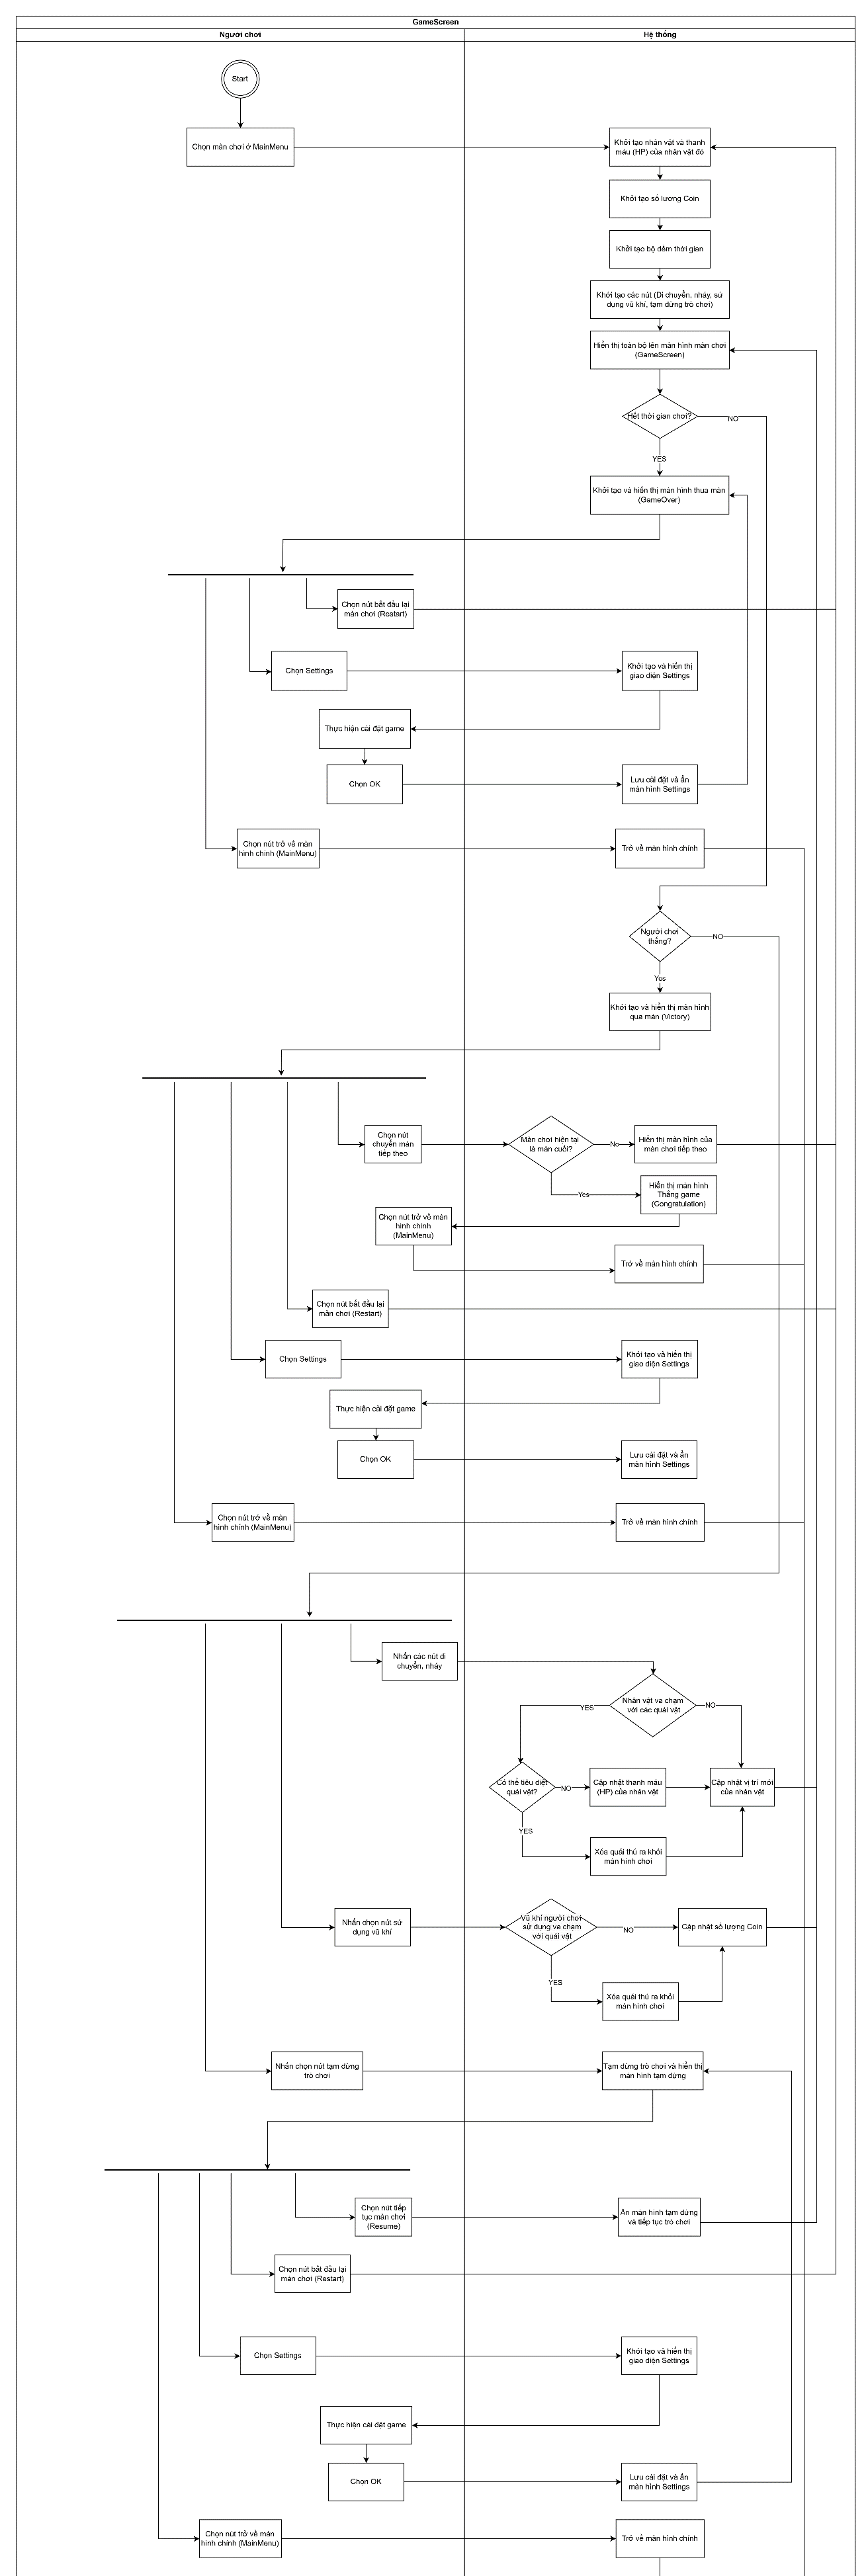 GameScreen
Người chơi
Hệ thống
Start
Chọn màn chơi ở MainMenu
Khởi tạo nhân vật và thanh
máu (HP) của nhân vật đó
Khởi tạo số lượng Coin
Khởi tạo bộ đếm thời gian
Khởi tạo các nút (Di chuyển, nhảy, sử
dụng vũ khí, tạm dừng trò chơi)
Hiển thị toàn bộ lên màn hình màn chơi
(GameScreen)
Hết thời gian chơi?
NO
YES
Khởi tạo và hiển thị màn hình thua màn
(GameOver)
Chọn nút bắt đầu lại
màn chơi (Restart)
Chọn Settings
Khởi tạo và hiển thị
giao diện Settings
Thực hiện cài đặt game
Chọn OK
Lưu cài đặt và ẩn
màn hình Settings
Chọn nút trở về màn
hình chính (MainMenu)
Trở về màn hình chính
Người chơi
thắng?
NO
Yes
Khởi tạo và hiển thị màn hình
qua màn (Victory)
Chọn nút
chuyển màn
tiếp theo
Màn chơi hiện tại
là màn cuối?
No
Hiển thị màn hình của
màn chơi tiếp theo
Yes
Hiển thị màn hình
Thắng game
(Congratulation)
Chọn nút trở về màn
hình chính
(MainMenu)
Trở về màn hình chính
Chọn nút bắt đầu lại
màn chơi (Restart)
Chọn Settings
Khởi tạo và hiển thị
giao diện Settings
Thực hiện cài đặt game
Chọn OK
Lưu cài đặt và ẩn
màn hình Settings
Chọn nút trở về màn
hình chính (MainMenu)
Trở về màn hình chính
Nhấn các nút di
chuyển, nhảy
Nhân vật va chạm
với các quái vật
YES
NO
Có thể tiêu diệt
quái vật?
NO
Cập nhật thanh máu
(HP) của nhân vật
Cập nhật vị trí mới
của nhân vật
YES
Xóa quái thú ra khỏi
màn hình chơi
Nhấn chọn nút sử
dụng vũ khí
Vũ khí người chơi
sử dụng va chạm
với quái vật
NO
Cập nhật số lượng Coin
YES
Xóa quái thú ra khỏi
màn hình chơi
Nhấn chọn nút tạm dừng
trò chơi
Tạm dừng trò chơi và hiển thị
màn hình tạm dừng
Chọn nút tiếp
tục màn chơi
(Resume)
Ẩn màn hình tạm dừng
và tiếp tục trò chơi
Chọn nút bắt đầu lại
màn chơi (Restart)
Chọn Settings
Khởi tạo và hiển thị
giao diện Settings
Thực hiện cài đặt game
Chọn OK
Lưu cài đặt và ẩn
màn hình Settings
Chọn nút trở về màn
hình chính (MainMenu)
Trở về màn hình chính